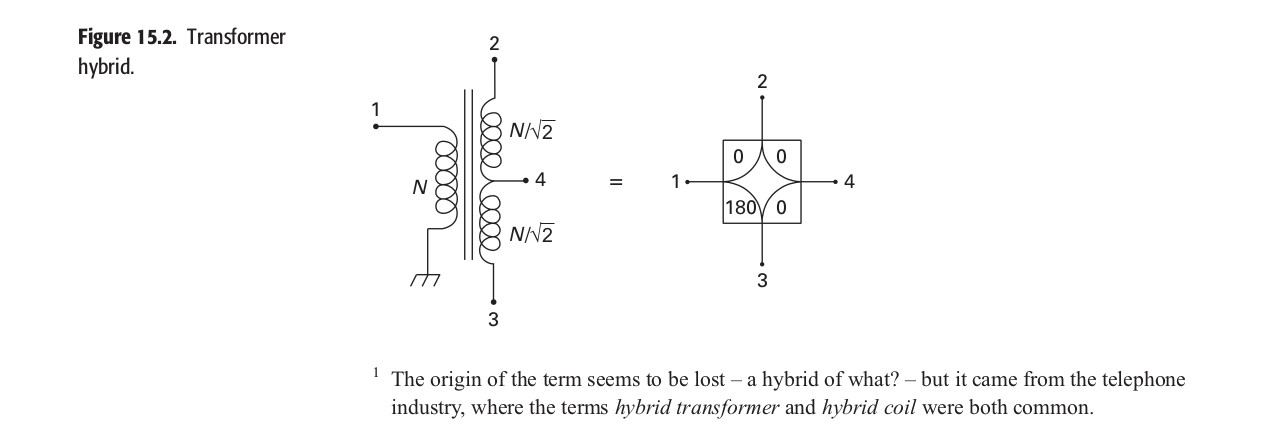 Figure 15.2. Transformer
hybrid.
2
1
N/√2
4
N
N/√2
3
=
2
0 0
1 4
180 0
3
1 The origin of the term seems to be lost – a hybrid of what? – but it came from the telephone
industry, where the terms hybrid transformer and hybrid coil were both common.